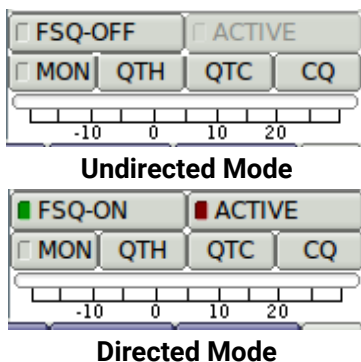 FSQ-OFF ACTIVE
MON QTH QTC CQ
-10 0 10 20
Undirected Mode
FSQ-ON ACTIVE
MON QTH QTC CQ
-10 0 10 20
Directed Mode